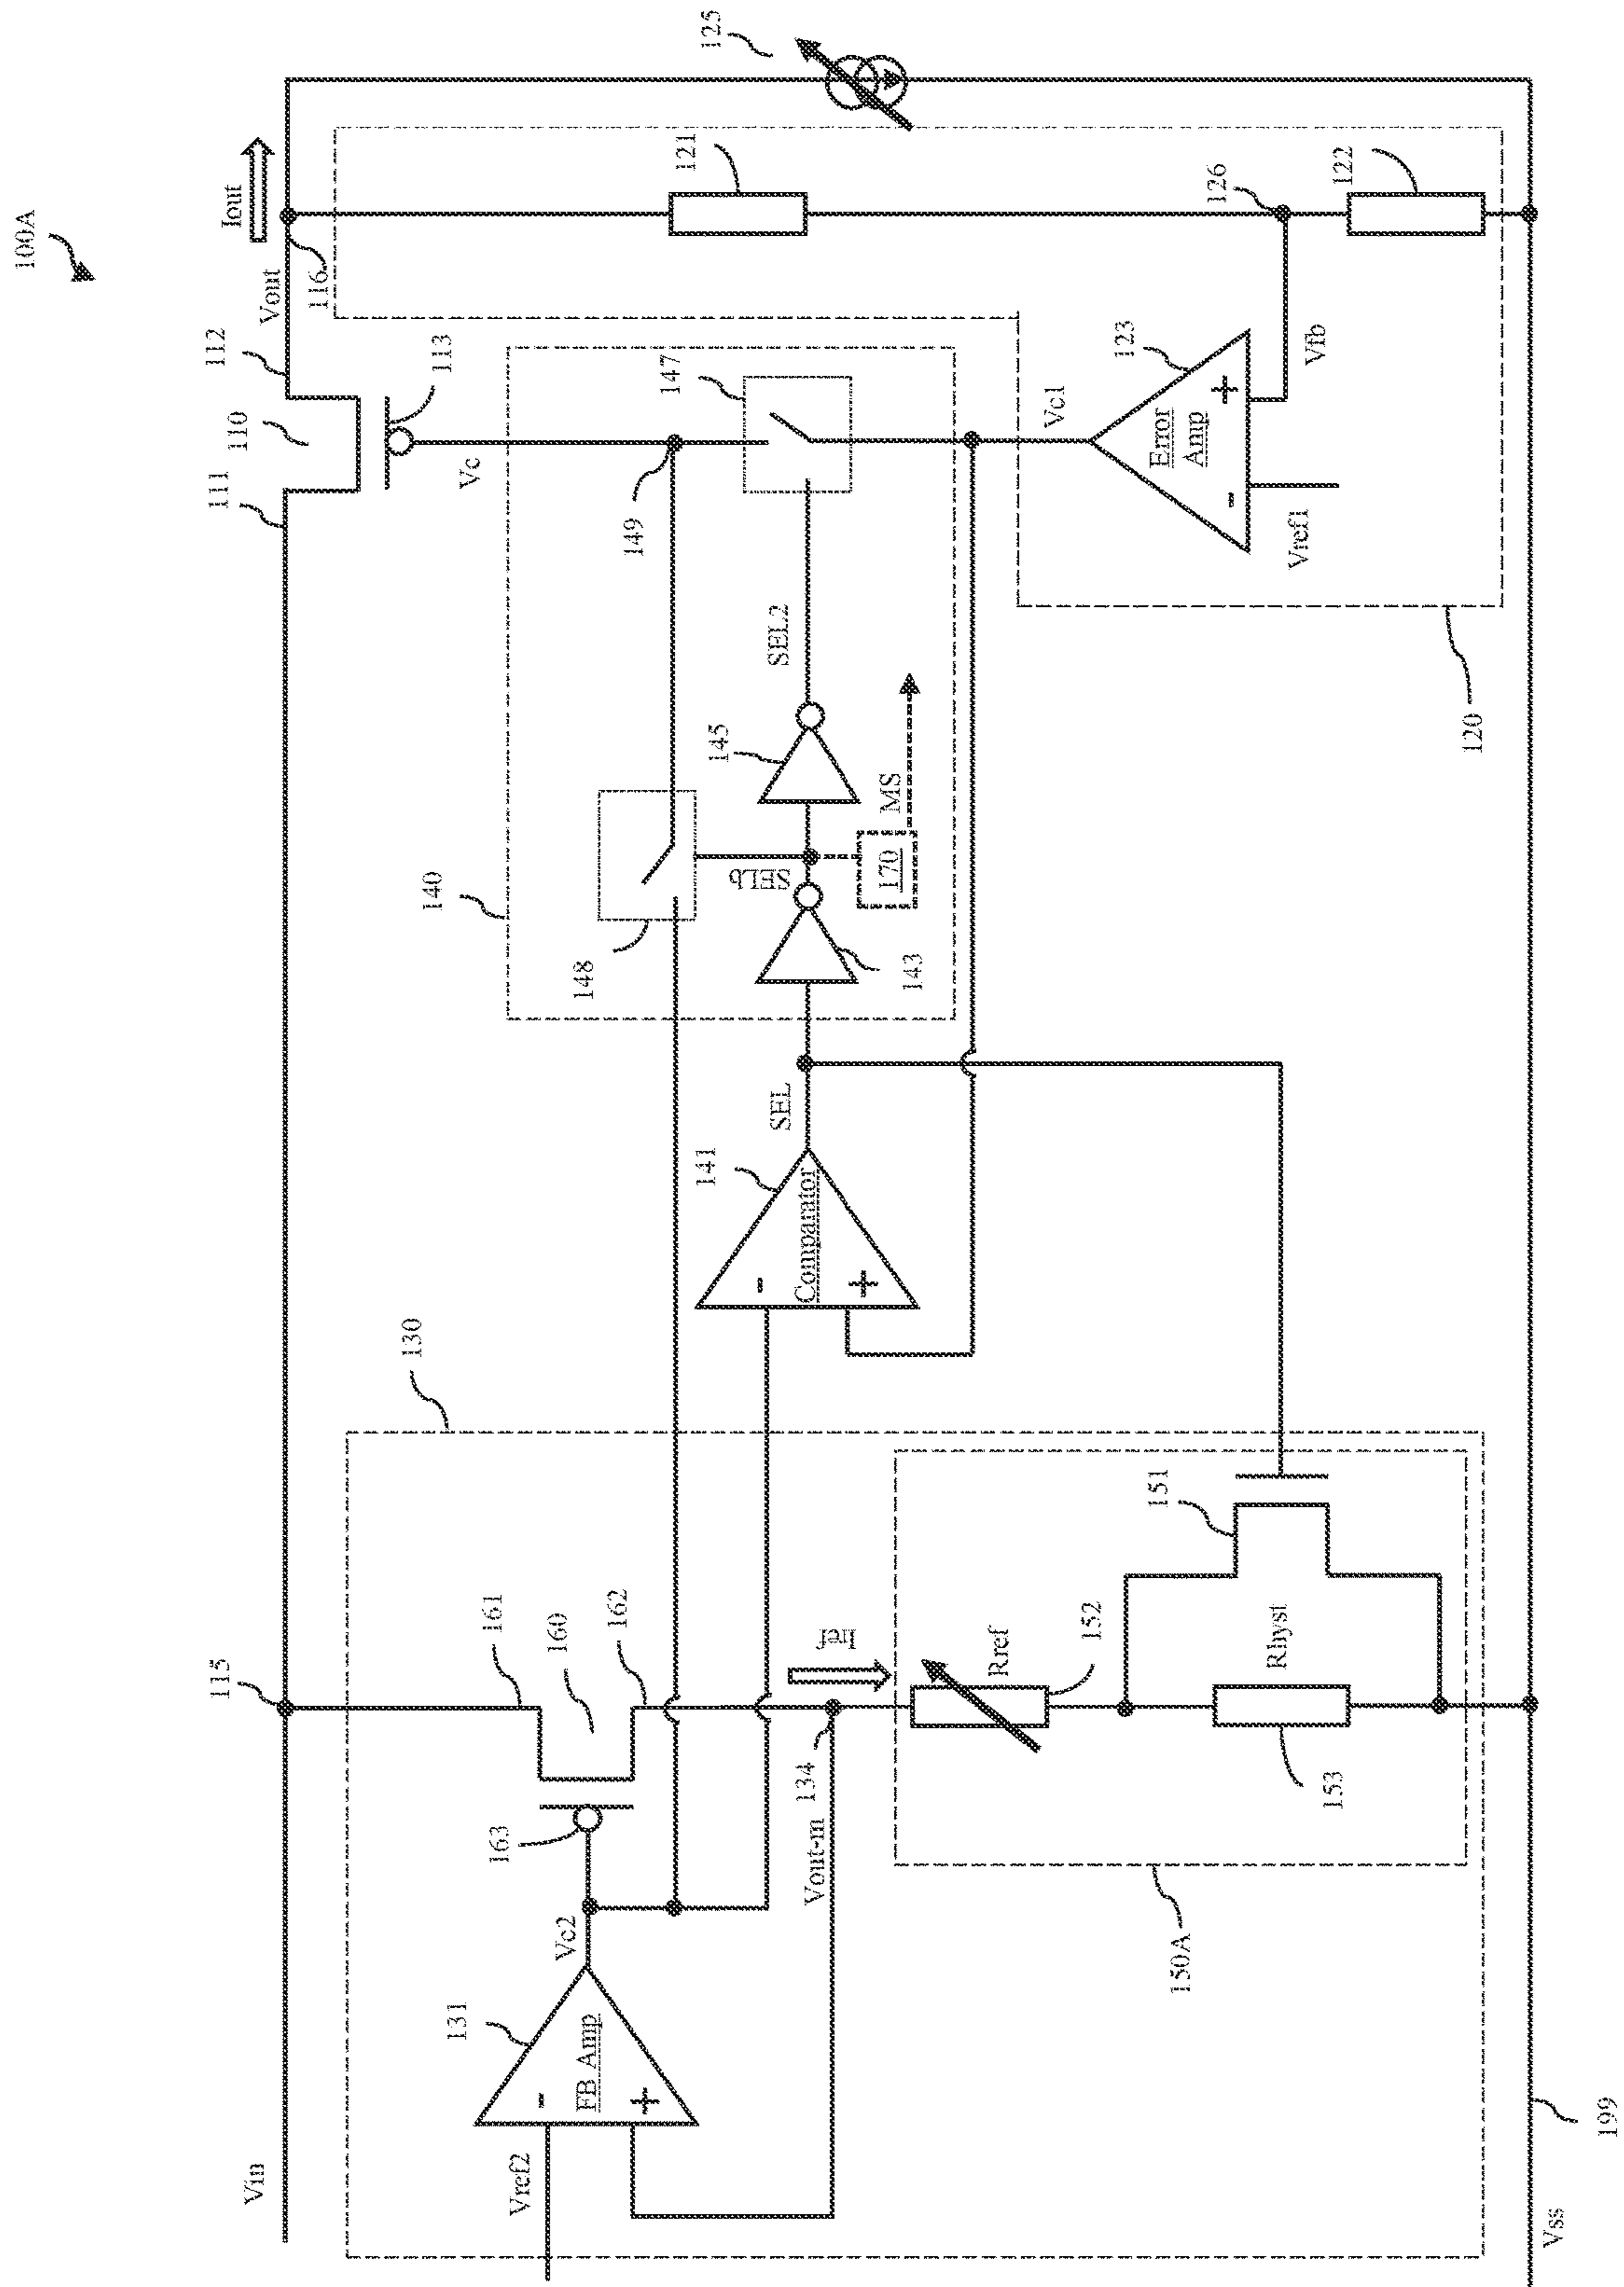 100A
Vin
115
111
110
112
Vout
116
Iout
113
Vc
125
130
161
160
162
163
Vc2
131
FB Amp
-
+
Vref2
Vout-m
134
Iref
Rref
152
150A
151
Rhyst
153
140
148
149
147
SELb
SEL2
145
143
170
MS
141
SEL
Comparator
-
+
121
126
122
Vc1
123
Error
Amp
-
+
Vfb
Vref1
120
Vss
199